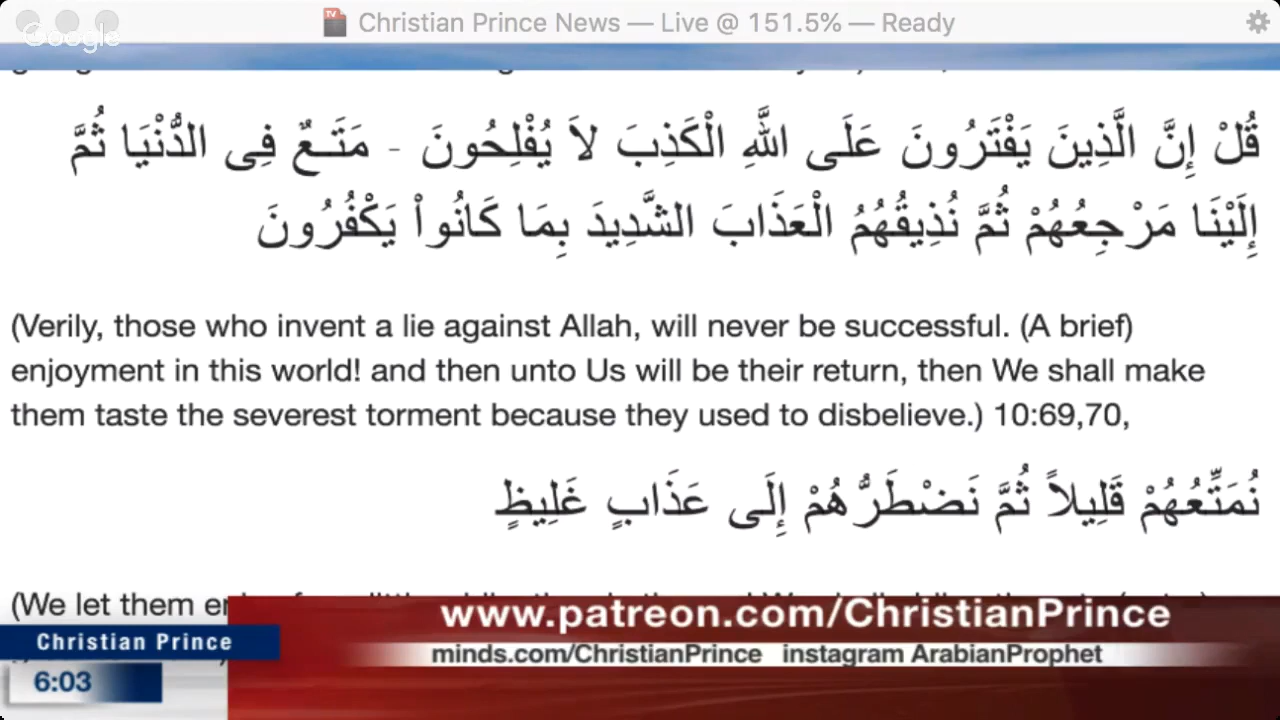 Christian Prince News — Live @ 151.5% — Ready
Google
قُلْ إِنَّ الَّذِينَ يَفْتَرُونَ عَلَى اللَّهِ الْكَذِبَ لاَ يُفْلِحُونَ - مَتَـعٌ فِى الدُّنْيَا ثُمَّ
إِلَيْنَا مَرْجِعُهُمْ ثُمَّ نُذِيقُهُمُ الْعَذَابَ الشَّدِيدَ بِمَا كَانُواْ يَكْفُرُونَ
(Verily, those who invent a lie against Allah, will never be successful. (A brief)
enjoyment in this world! and then unto Us will be their return, then We shall make
them taste the severest torment because they used to disbelieve.) 10:69,70,
نُمَتِّعُهُمْ قَلِيلاً ثُمَّ نَضْطَرُّهُمْ إِلَى عَذَابٍ غَلِيظٍ
(We let them
www.patreon.com/ChristianPrince
Christian Prince
minds.com/ChristianPrince instagram ArabianProphet
6:03